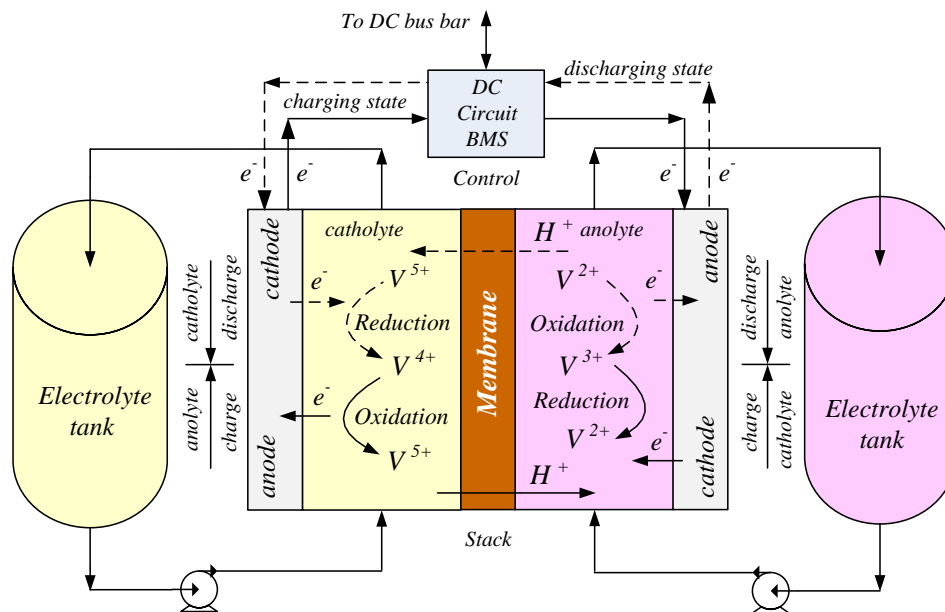 To DC bus bar
discharging state
charging state
DC
Circuit
BMS
e⁻
e⁻
Control
e⁻
e⁻
cathode
catholyte
H⁺ anolyte
anode
V⁵⁺
V²⁺
e⁻
e⁻
catholyte
discharge
Reduction
Oxidation
discharge
anolyte
V⁴⁺
V³⁺
Membrane
Electrolyte
tank
anolyte
charge
e⁻
Oxidation
Reduction
charge
catholyte
Electrolyte
tank
V⁵⁺
V²⁺
e⁻
anode
H⁺
cathode
Stack